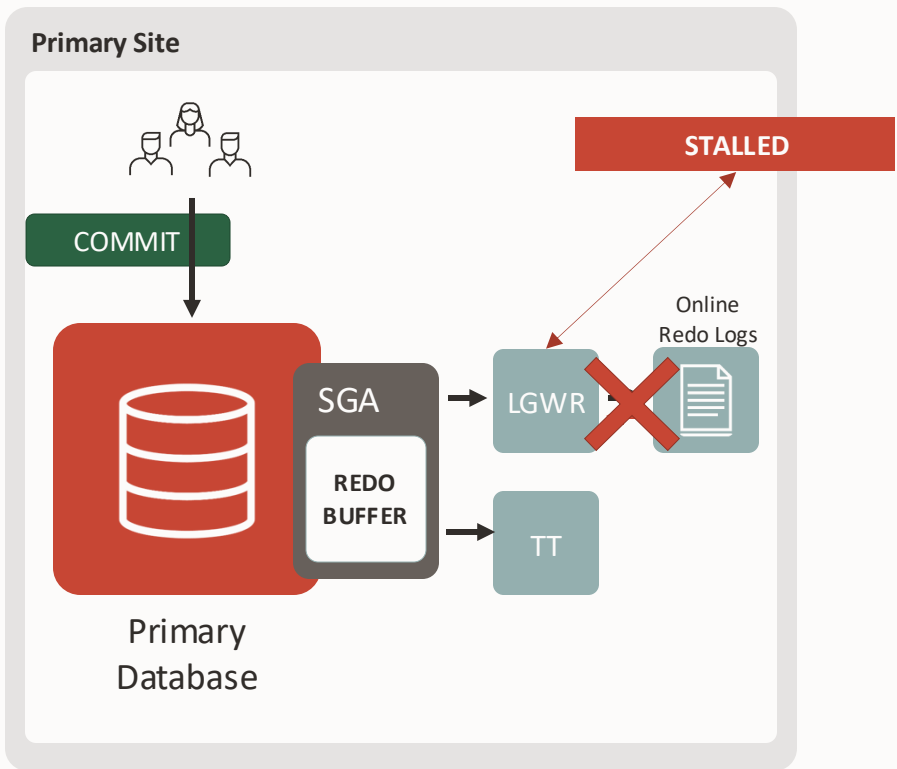 Primary Site
STALLED
COMMIT
Online
Redo Logs
SGA
LGWR
REDO
BUFFER
TT
Primary
Database